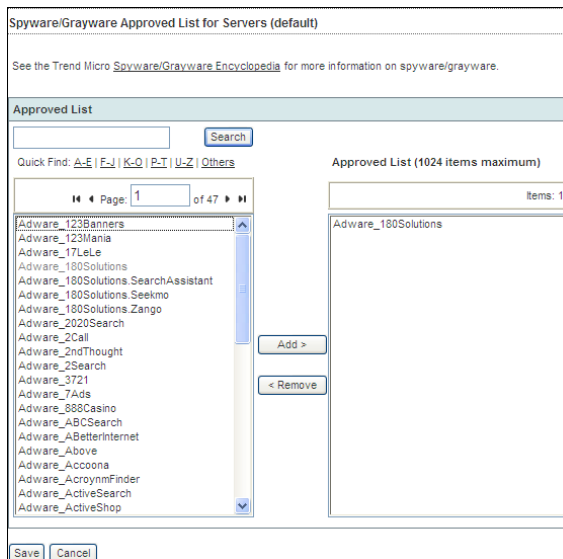 Spyware/Grayware Approved List for Servers (default)
See the Trend Micro Spyware/Grayware Encyclopedia for more information on spyware/grayware.
Approved List
Search
Quick Find: A-E | F-J | K-O | P-T | U-Z | Others
Page: 1 of 47
Adware_123Banners
Adware_123Mania
Adware_17LeLe
Adware_180Solutions
Adware_180Solutions.SearchAssistant
Adware_180Solutions.Seekmo
Adware_180Solutions.Zango
Adware_2020Search
Adware_2Call
Adware_2ndThought
Adware_2Search
Adware_3721
Adware_7Ads
Adware_888Casino
Adware_ABCSearch
Adware_ABetterInternet
Adware_Above
Adware_Accoona
Adware_AcroynmFinder
Adware_ActiveSearch
Adware_ActiveShop
Add >
< Remove
Approved List (1024 items maximum)
Items: 1
Adware_180Solutions
Save Cancel